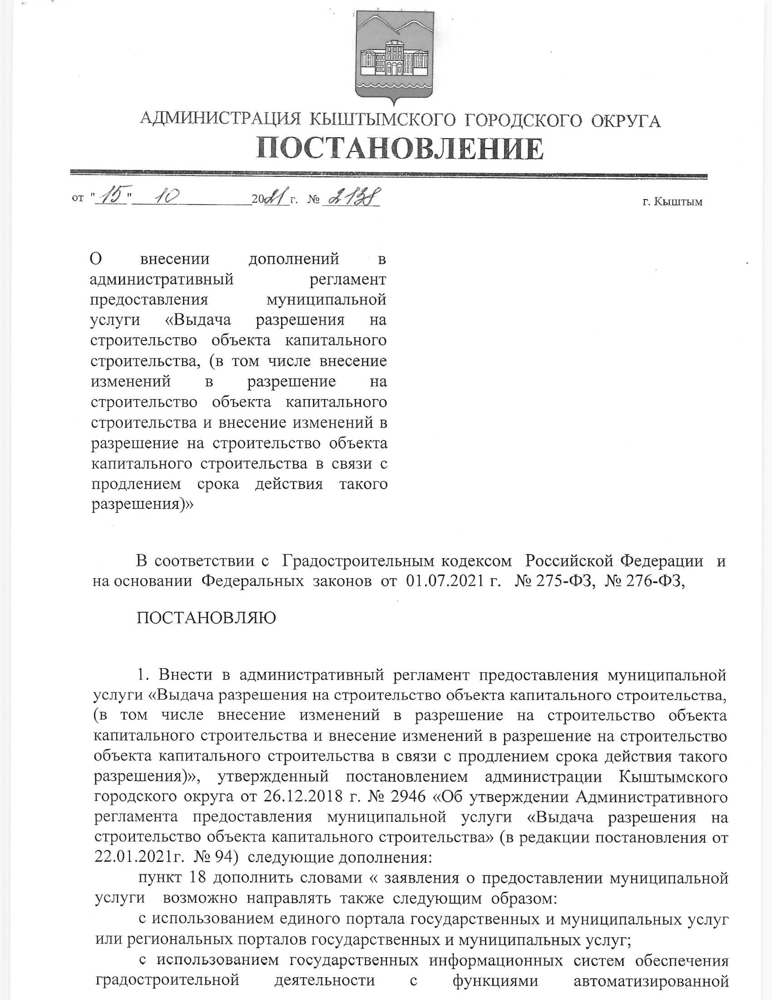 АДМИНИСТРАЦИЯ КЫШТЫМСКОГО ГОРОДСКОГО ОКРУГА
ПОСТАНОВЛЕНИЕ
от "15" 10 2021 г. № 2138 г. Кыштым
О внесении дополнений в
административный регламент
предоставления муниципальной
услуги «Выдача разрешения на
строительство объекта капитального
строительства, (в том числе внесение
изменений в разрешение на
строительство объекта капитального
строительства и внесение изменений в
разрешение на строительство объекта
капитального строительства в связи с
продлением срока действия такого
разрешения)»
В соответствии с Градостроительным кодексом Российской Федерации и
на основании Федеральных законов от 01.07.2021 г. № 275-ФЗ, № 276-ФЗ,
ПОСТАНОВЛЯЮ
1. Внести в административный регламент предоставления муниципальной
услуги «Выдача разрешения на строительство объекта капитального строительства,
(в том числе внесение изменений в разрешение на строительство объекта
капитального строительства и внесение изменений в разрешение на строительство
объекта капитального строительства в связи с продлением срока действия такого
разрешения)», утвержденный постановлением администрации Кыштымского
городского округа от 26.12.2018 г. № 2946 «Об утверждении Административного
регламента предоставления муниципальной услуги «Выдача разрешения на
строительство объекта капитального строительства» (в редакции постановления от
22.01.2021г. № 94) следующие дополнения:
пункт 18 дополнить словами « заявления о предоставлении муниципальной
услуги возможно направлять также следующим образом:
с использованием единого портала государственных и муниципальных услуг
или региональных порталов государственных и муниципальных услуг;
с использованием государственных информационных систем обеспечения
градостроительной деятельности с функциями автоматизированной